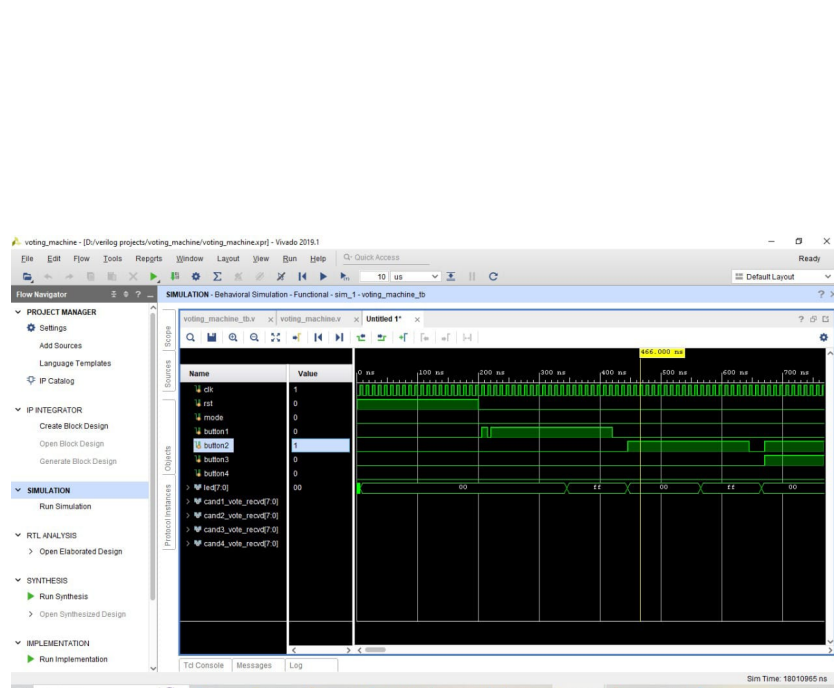 voting_machine - [D:/verilog projects/voting_machine/voting_machine.xpr] - Vivado 2019.1
File Edit Flow Tools Reports Window Layout View Run Help Q- Quick Access Ready
10 us Default Layout
Flow Navigator SIMULATION - Behavioral Simulation - Functional - sim_1 - voting_machine_tb
PROJECT MANAGER
Settings
Add Sources
Language Templates
IP Catalog
IP INTEGRATOR
Create Block Design
Open Block Design
Generate Block Design
SIMULATION
Run Simulation
RTL ANALYSIS
Open Elaborated Design
SYNTHESIS
Run Synthesis
Open Synthesized Design
IMPLEMENTATION
Run Implementation
Scope
Sources
Objects
Protocol Instances
voting_machine_tb.v × voting_machine.v × Untitled 1* ×
466.000 ns
Name Value 0 ns 100 ns 200 ns 300 ns 400 ns 500 ns 600 ns 700 ns
clk 1
rst 0
mode 0
button1 0
button2 1
button3 0
button4 0
led[7:0] 00 00 ff 00 ff 00
cand1_vote_recvd[7:0]
cand2_vote_recvd[7:0]
cand3_vote_recvd[7:0]
cand4_vote_recvd[7:0]
Tcl Console Messages Log
Sim Time: 18010965 ns